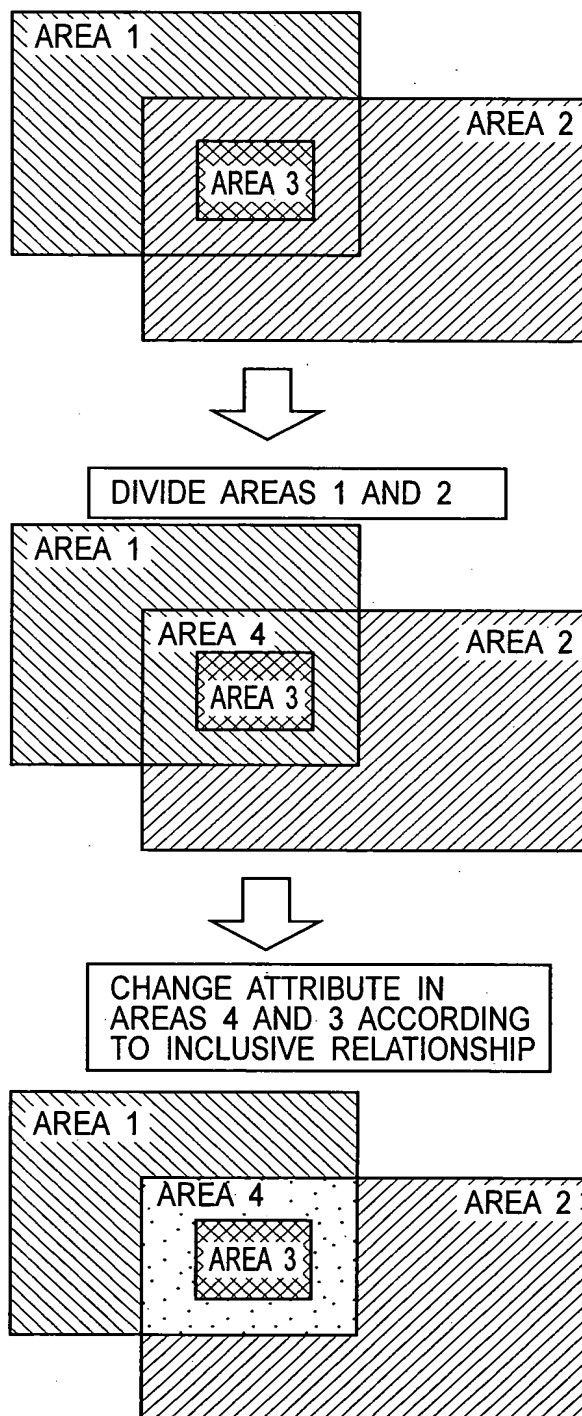 AREA 1
AREA 2
AREA 3
DIVIDE AREAS 1 AND 2
AREA 1
AREA 4
AREA 2
AREA 3
CHANGE ATTRIBUTE IN
AREAS 4 AND 3 ACCORDING
TO INCLUSIVE RELATIONSHIP
AREA 1
AREA 4
AREA 2
AREA 3